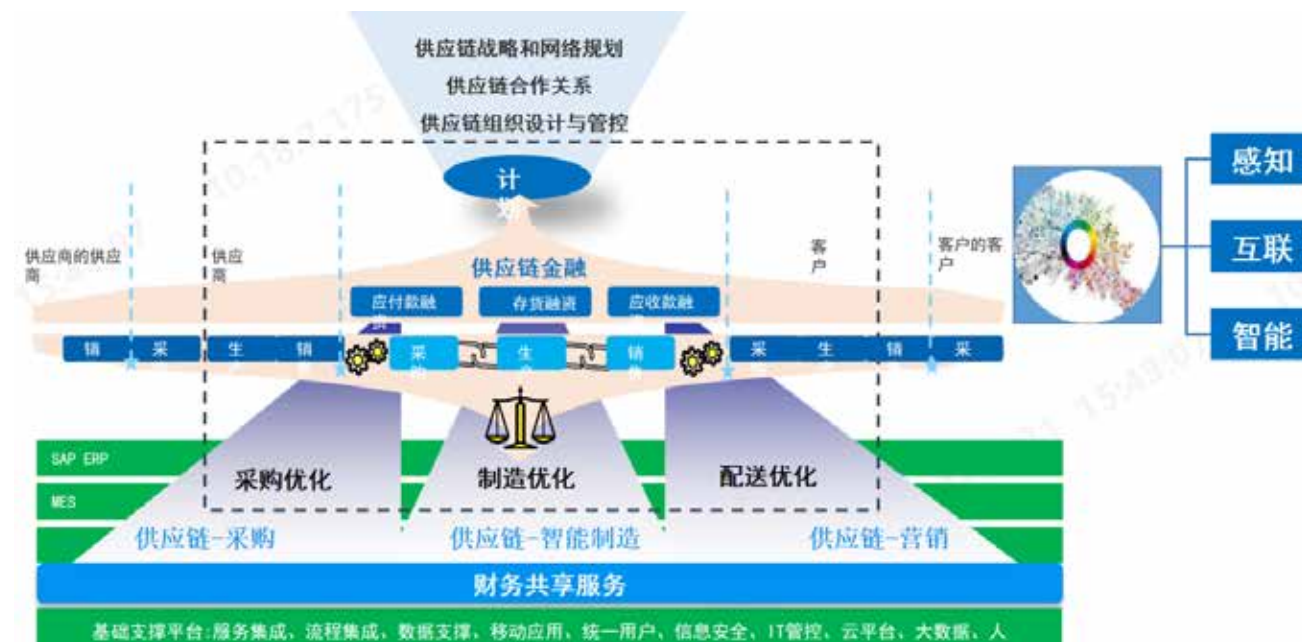 供应链战略和网络规划
供应链合作关系
供应链组织设计与管控
计
划
感知
互联
智能
供应商的供应
商
供应
商
客
户
客户的客
户
供应链金融
应付款融
资
存货融资
应收款融
销
采
生
销
采
购
生
产
销
售
采
生
销
采
SAP ERP
MES
采购优化
制造优化
配送优化
供应链-采购
供应链-智能制造
供应链-营销
财务共享服务
基础支撑平台:服务集成、流程集成、数据支撑、移动应用、统一用户、信息安全、IT管控、云平台、大数据、人